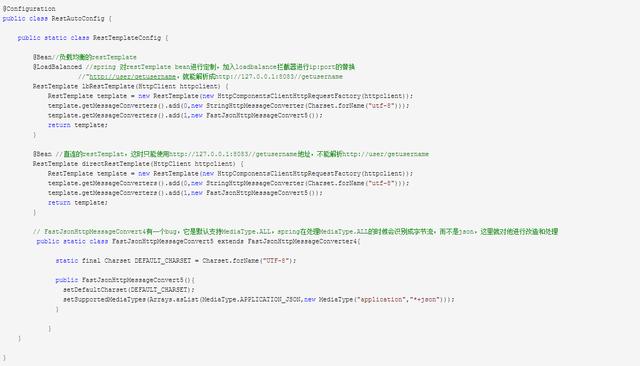 @Configuration
public class RestAutoConfig {
public static class RestTemplateConfig {
@Bean//负载均衡的restTemplate
@LoadBalanced //spring 对restTemplate bean进行定制，加入loadbalance拦截器进行ip:port的替换
//"http://user/getusername，就能解析成http://127.0.0.1:8083//getusername
RestTemplate lbRestTemplate(HttpClient httpclient) {
RestTemplate template = new RestTemplate(new HttpComponentsClientHttpRequestFactory(httpclient));
template.getMessageConverters().add(0,new StringHttpMessageConverter(Charset.forName("utf-8")));
template.getMessageConverters().add(1,new FastJsonHttpMessageConvert5());
return template;
}
@Bean //直连的restTemplat，这时只能使用http://127.0.0.1:8083//getusername地址，不能解析http://user/getusername
RestTemplate directRestTemplate(HttpClient httpclient) {
RestTemplate template = new RestTemplate(new HttpComponentsClientHttpRequestFactory(httpclient));
template.getMessageConverters().add(0,new StringHttpMessageConverter(Charset.forName("utf-8")));
template.getMessageConverters().add(1,new FastJsonHttpMessageConvert5());
return template;
}
// FastJsonHttpMessageConvert4有一个bug，它是默认支持MediaType.ALL，spring在处理MediaType.ALL的时候会识别成字节流，而不是json，这里就对他进行改造和处理
public static class FastJsonHttpMessageConvert5 extends FastJsonHttpMessageConverter4{
static final Charset DEFAULT_CHARSET = Charset.forName("UTF-8");
public FastJsonHttpMessageConvert5(){
setDefaultCharset(DEFAULT_CHARSET);
setSupportedMediaTypes(Arrays.asList(MediaType.APPLICATION_JSON,new MediaType("application","*+json")));
}
}
}
}